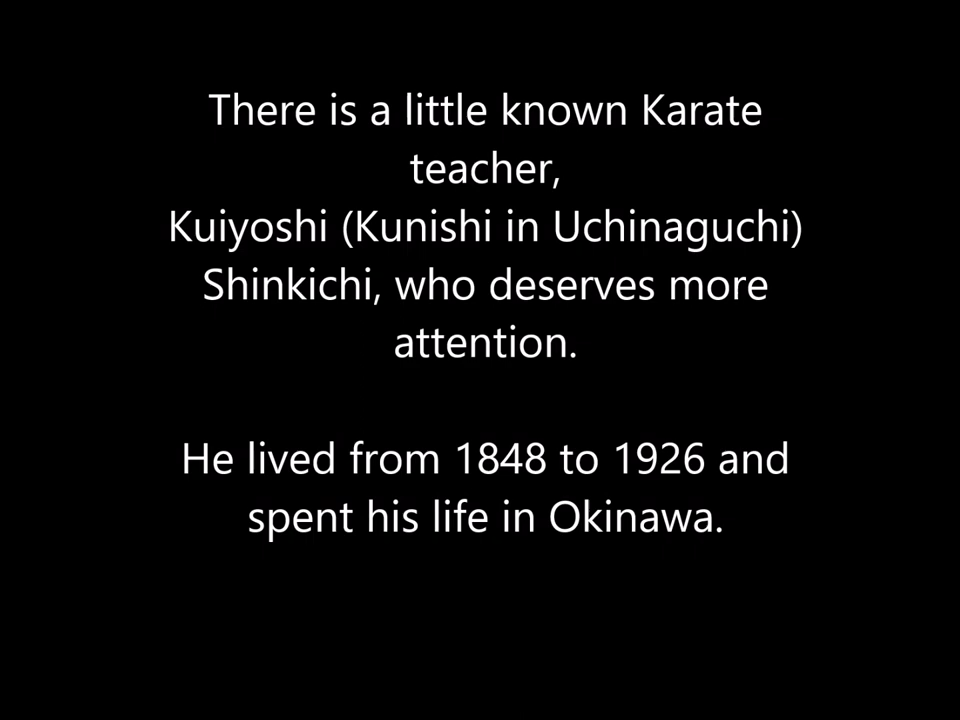 There is a little known Karate
teacher,
Kuiyoshi (Kunishi in Uchinaguchi)
Shinkichi, who deserves more
attention.
He lived from 1848 to 1926 and
spent his life in Okinawa.